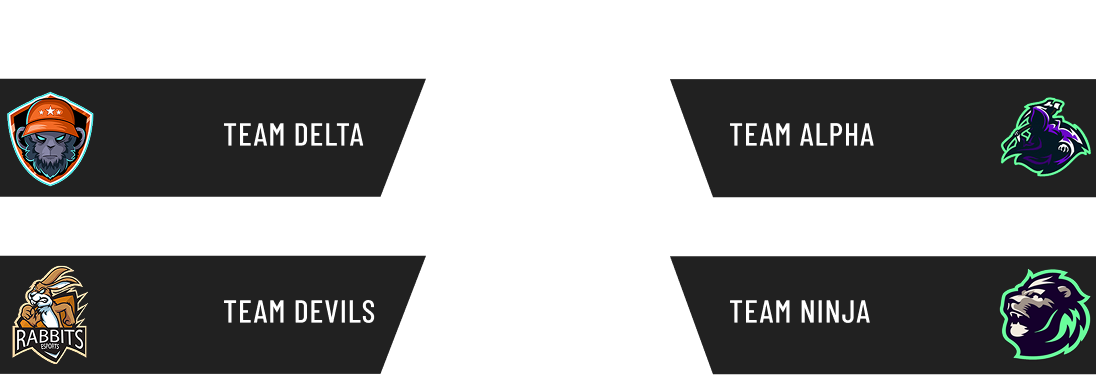 TEAM DELTA
TEAM ALPHA
TEAM DEVILS
RABBITS
ESPORTS
TEAM NINJA